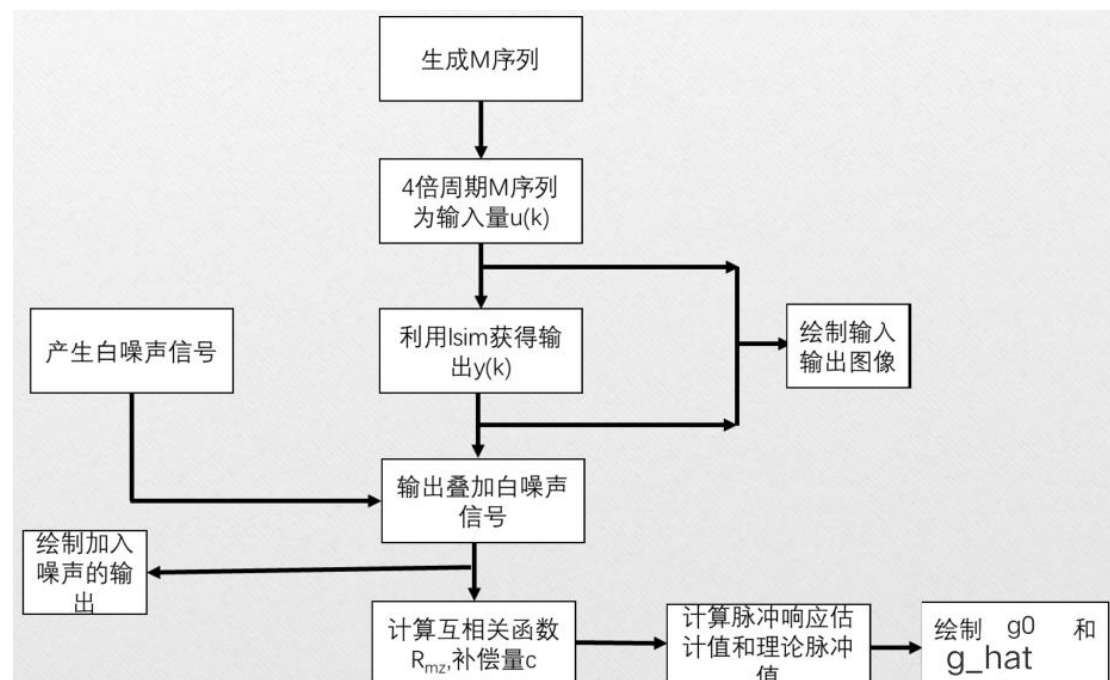 生成M序列
4倍周期M序列
为输入量u(k)
产生白噪声信号
利用lsim获得输
出y(k)
绘制输入
输出图像
输出叠加白噪声
信号
绘制加入
噪声的输
出
计算互相关函数
Rmz,补偿量c
计算脉冲响应估
计值和理论脉冲
值
绘制 g0 和
g_hat